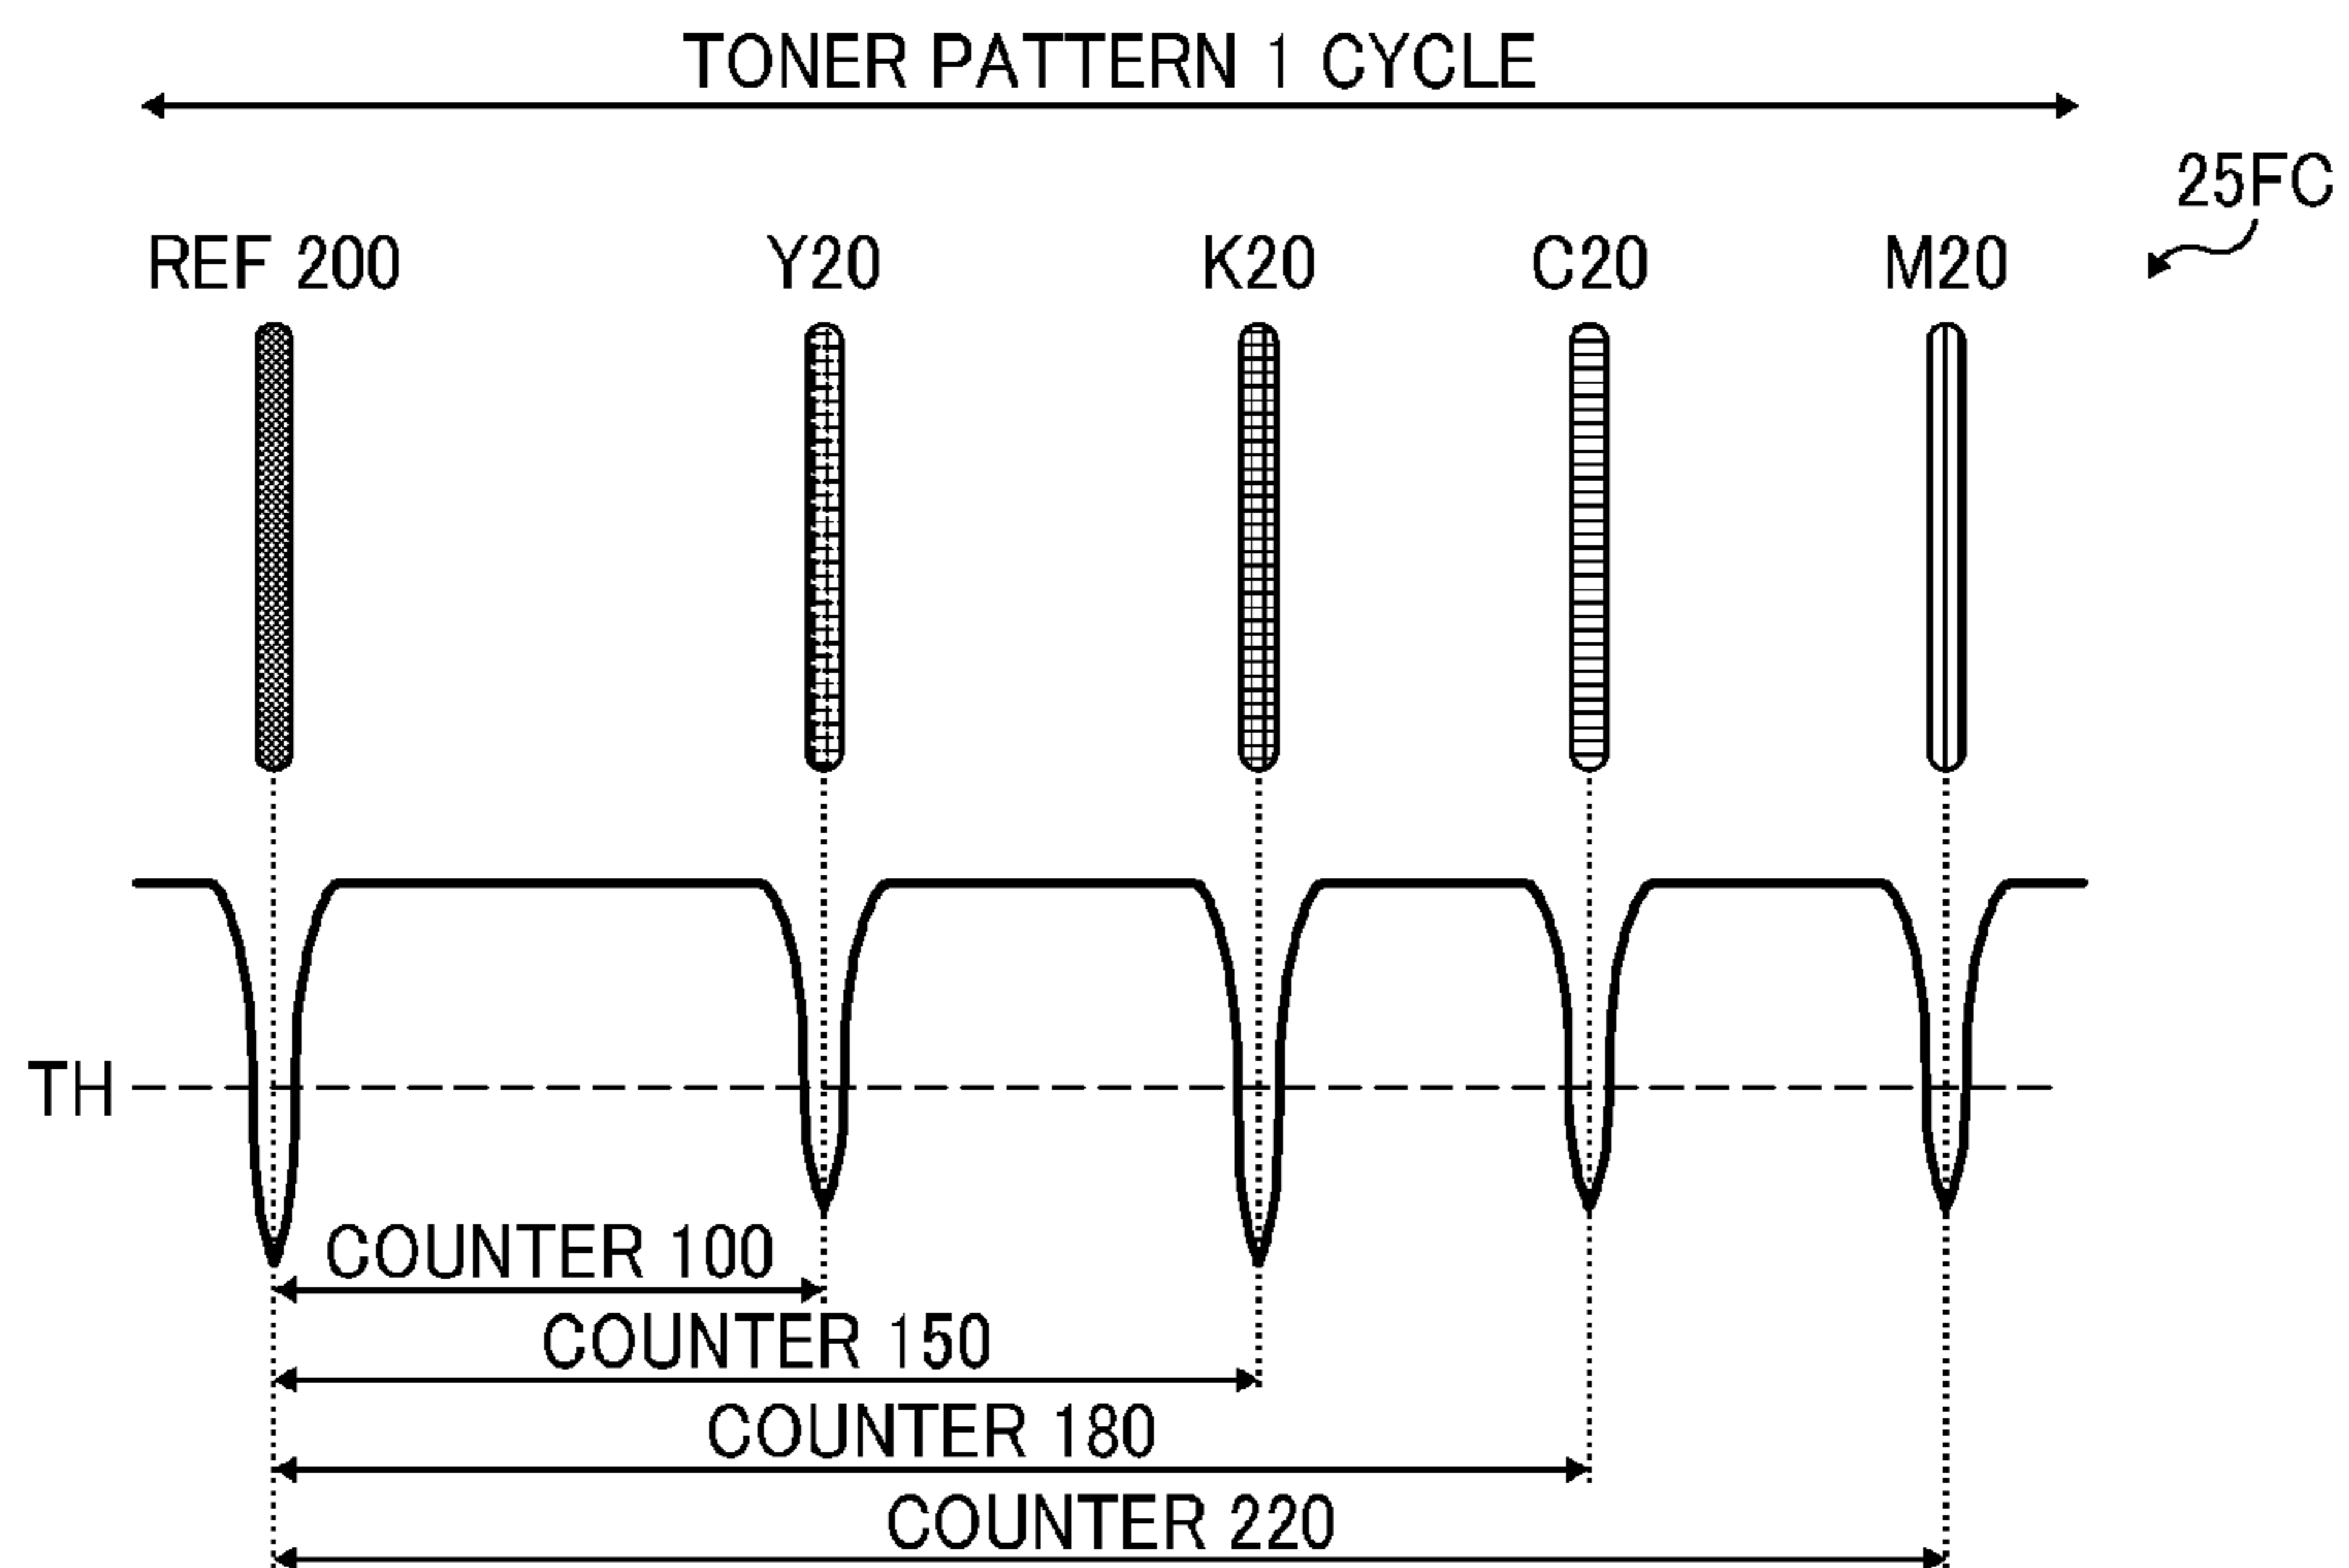 TONER PATTERN 1 CYCLE
25FC
REF 200 Y20 K20 C20 M20
TH
COUNTER 100
COUNTER 150
COUNTER 180
COUNTER 220